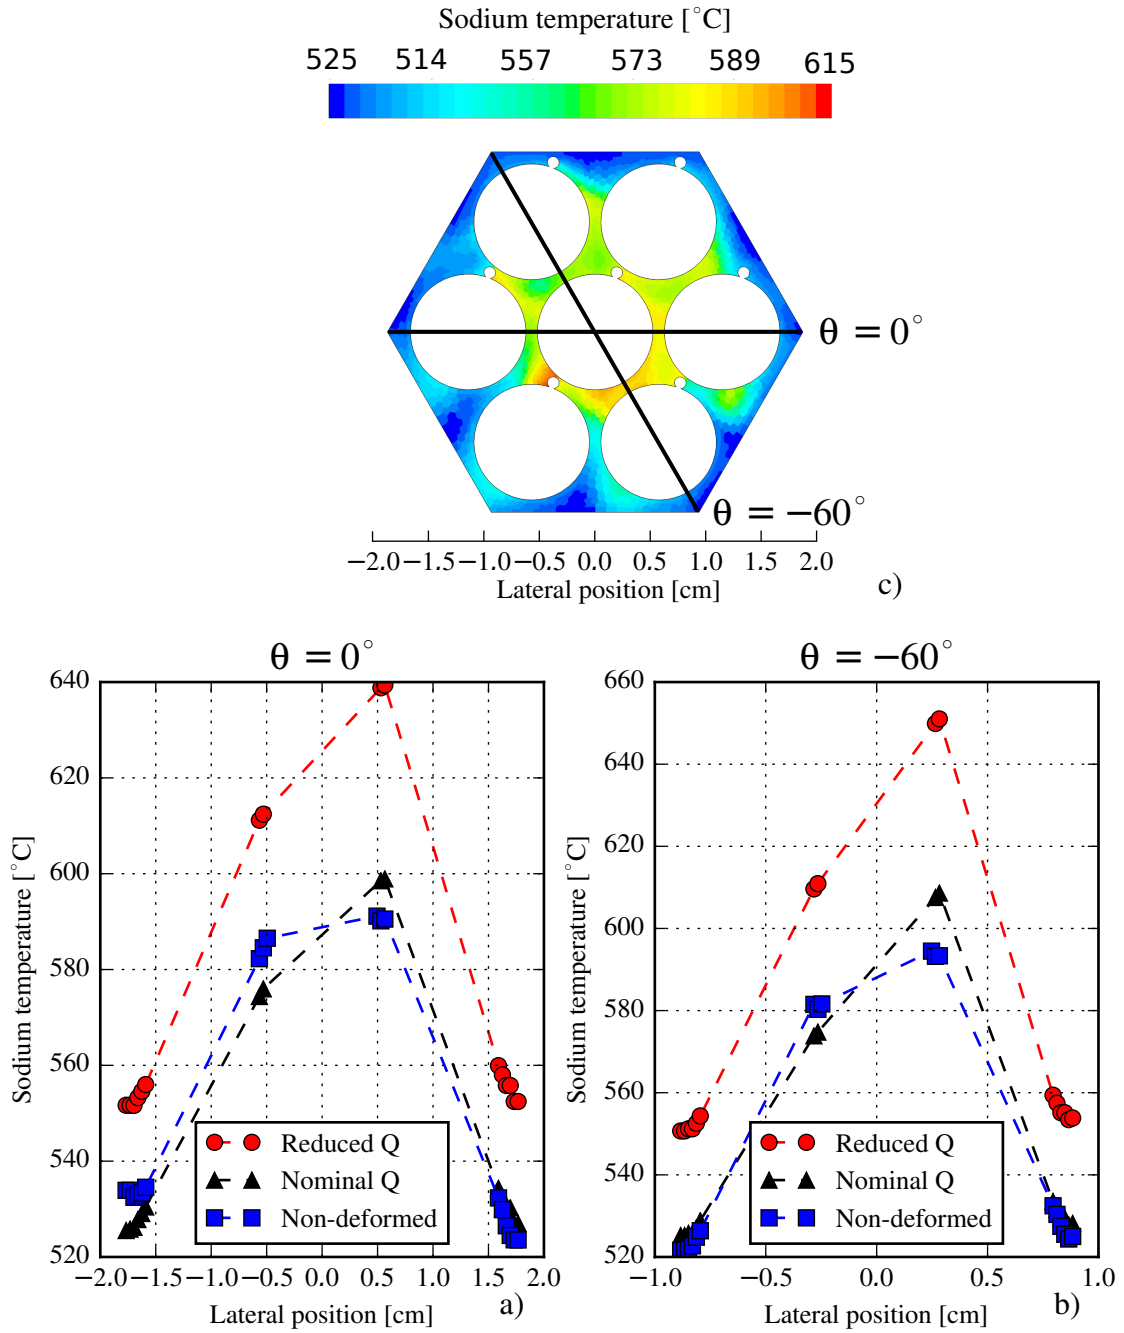 Sodium temperature [°C]
525 514 557 573 589 615
θ = 0°
θ = −60°
−2.0 −1.5 −1.0 −0.5 0.0 0.5 1.0 1.5 2.0
Lateral position [cm]
c)
θ = 0°
640
620
600
580
560
540
520
Sodium temperature [°C]
Reduced Q
Nominal Q
Non-deformed
−2.0 −1.5 −1.0 −0.5 0.0 0.5 1.0 1.5 2.0
Lateral position [cm]
a)
θ = −60°
660
640
620
600
580
560
540
520
Sodium temperature [°C]
Reduced Q
Nominal Q
Non-deformed
−1.0 −0.5 0.0 0.5 1.0
Lateral position [cm]
b)